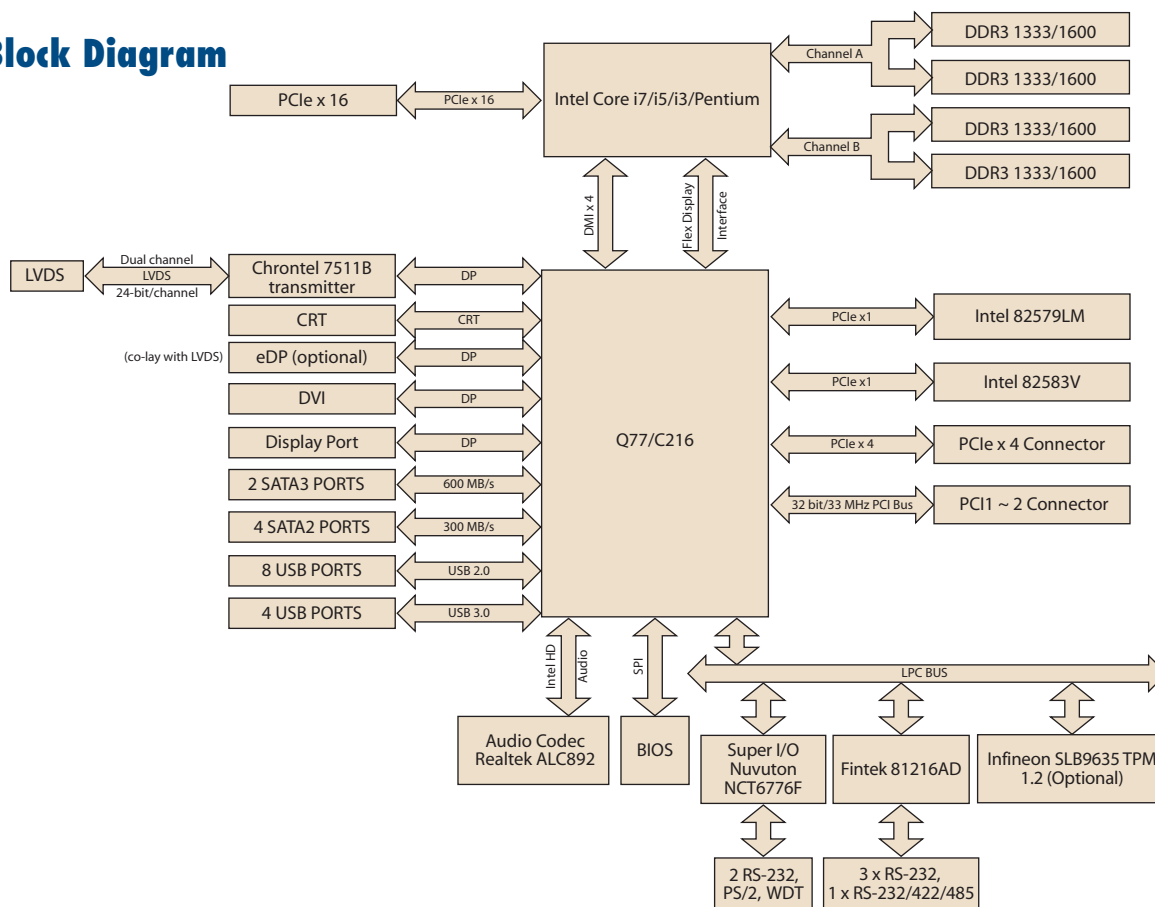 Block Diagram
DDR3 1333/1600
Channel A
DDR3 1333/1600
PCIe x 16
PCIe x 16
Intel Core i7/i5/i3/Pentium
DDR3 1333/1600
Channel B
DDR3 1333/1600
DMI x 4
Flex Display
Interface
LVDS
Dual channel
LVDS
24-bit/channel
Chrontel 7511B
transmitter
DP
CRT
CRT
(co-lay with LVDS)
eDP (optional)
DP
DVI
DP
Display Port
DP
2 SATA3 PORTS
600 MB/s
4 SATA2 PORTS
300 MB/s
8 USB PORTS
USB 2.0
4 USB PORTS
USB 3.0
Q77/C216
PCIe x1
Intel 82579LM
PCIe x1
Intel 82583V
PCIe x 4
PCIe x 4 Connector
32 bit/33 MHz PCI Bus
PCI1 ~ 2 Connector
Intel HD
Audio
SPI
LPC BUS
Audio Codec
Realtek ALC892
BIOS
Super I/O
Nuvuton
NCT6776F
Fintek 81216AD
Infineon SLB9635 TPM
1.2 (Optional)
2 RS-232,
PS/2, WDT
3 x RS-232,
1 x RS-232/422/485